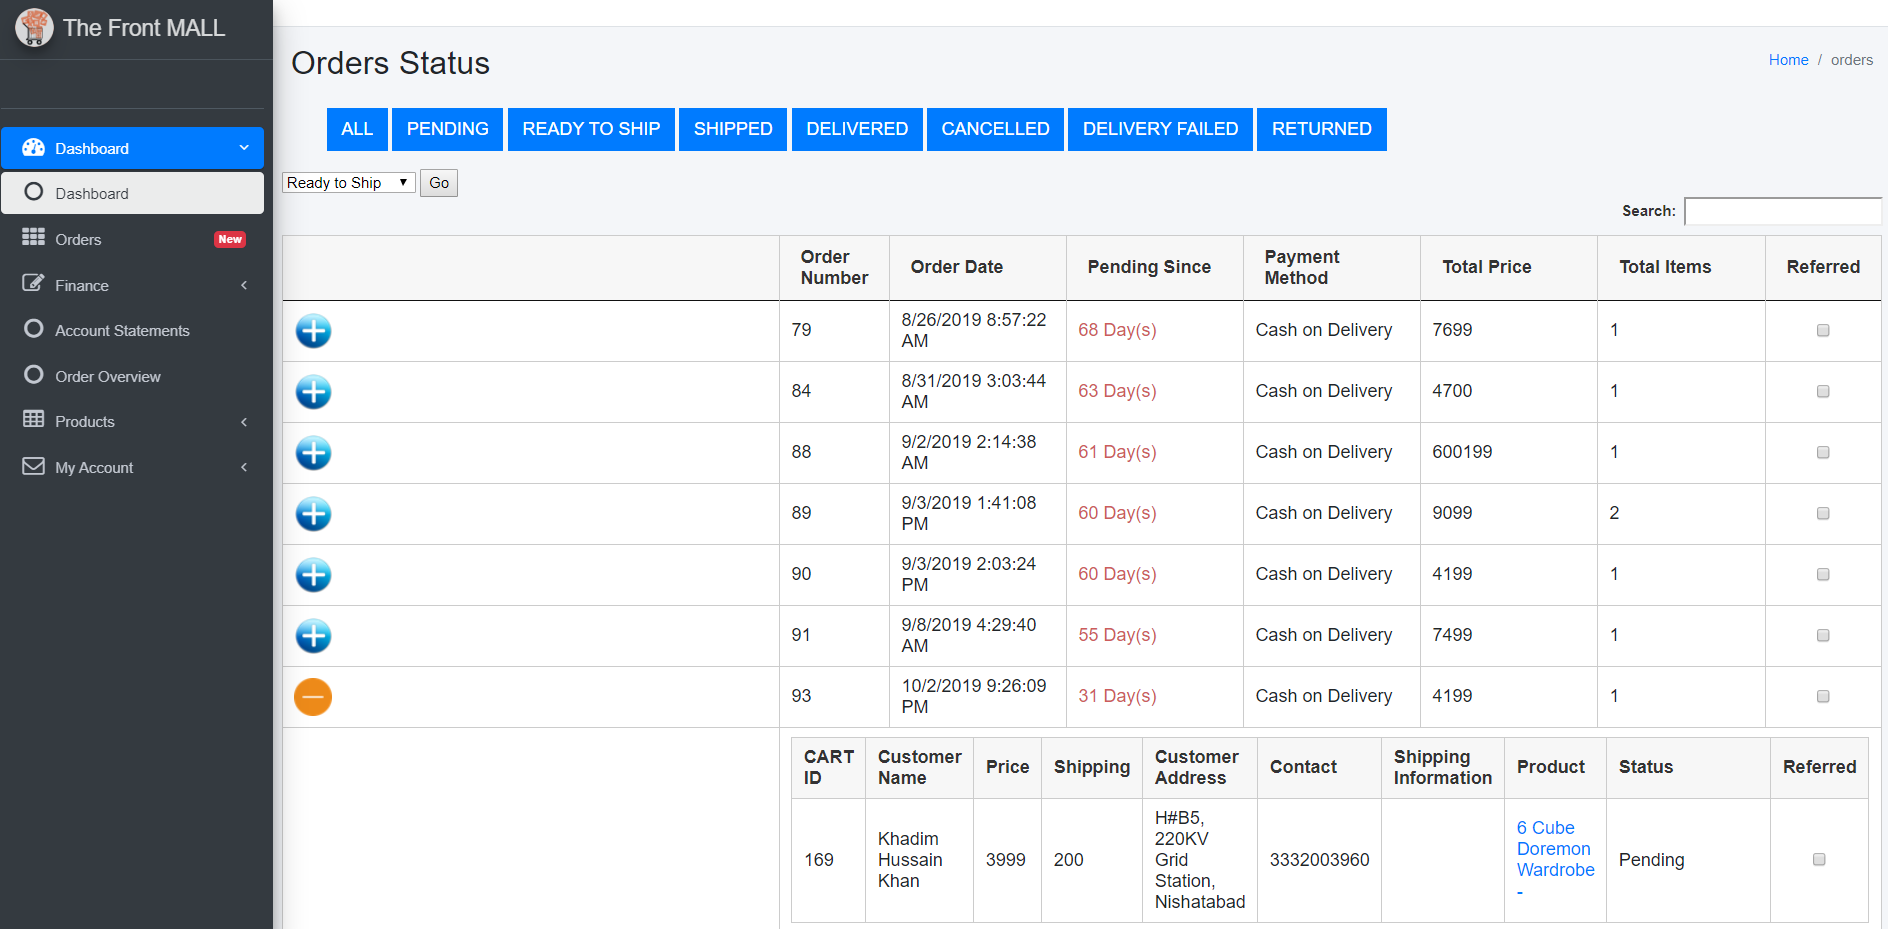 The Front MALL
Dashboard
Dashboard
Orders New
Finance
Account Statements
Order Overview
Products
My Account
Orders Status
Home / orders
ALL PENDING READY TO SHIP SHIPPED DELIVERED CANCELLED DELIVERY FAILED RETURNED
Ready to Ship Go
Search:
Order Number Order Date Pending Since Payment Method Total Price Total Items Referred
79 8/26/2019 8:57:22 AM 68 Day(s) Cash on Delivery 7699 1
84 8/31/2019 3:03:44 AM 63 Day(s) Cash on Delivery 4700 1
88 9/2/2019 2:14:38 AM 61 Day(s) Cash on Delivery 600199 1
89 9/3/2019 1:41:08 PM 60 Day(s) Cash on Delivery 9099 2
90 9/3/2019 2:03:24 PM 60 Day(s) Cash on Delivery 4199 1
91 9/8/2019 4:29:40 AM 55 Day(s) Cash on Delivery 7499 1
93 10/2/2019 9:26:09 PM 31 Day(s) Cash on Delivery 4199 1
CART ID Customer Name Price Shipping Customer Address Contact Shipping Information Product Status Referred
169 Khadim Hussain Khan 3999 200 H#B5, 220KV Grid Station, Nishatabad 3332003960 6 Cube Doremon Wardrobe - Pending